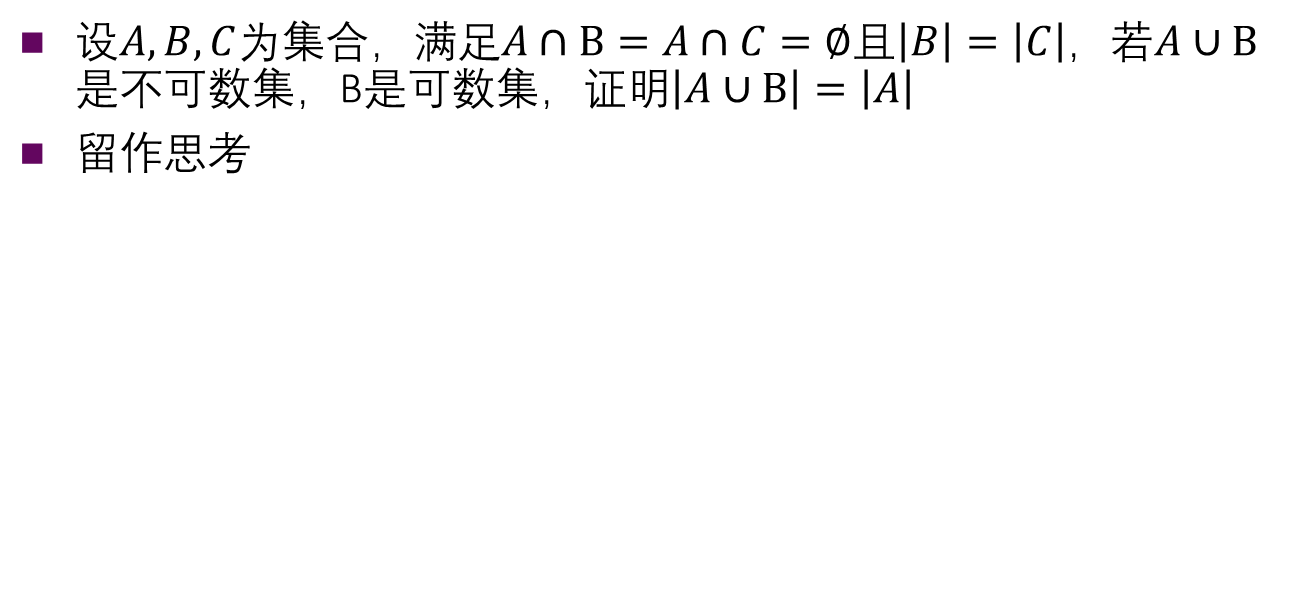 ■ 设A, B, C为集合，满足A ∩ B = A ∩ C = ∅且|B| = |C|，若A ∪ B
是不可数集，B是可数集，证明|A ∪ B| = |A|
■ 留作思考